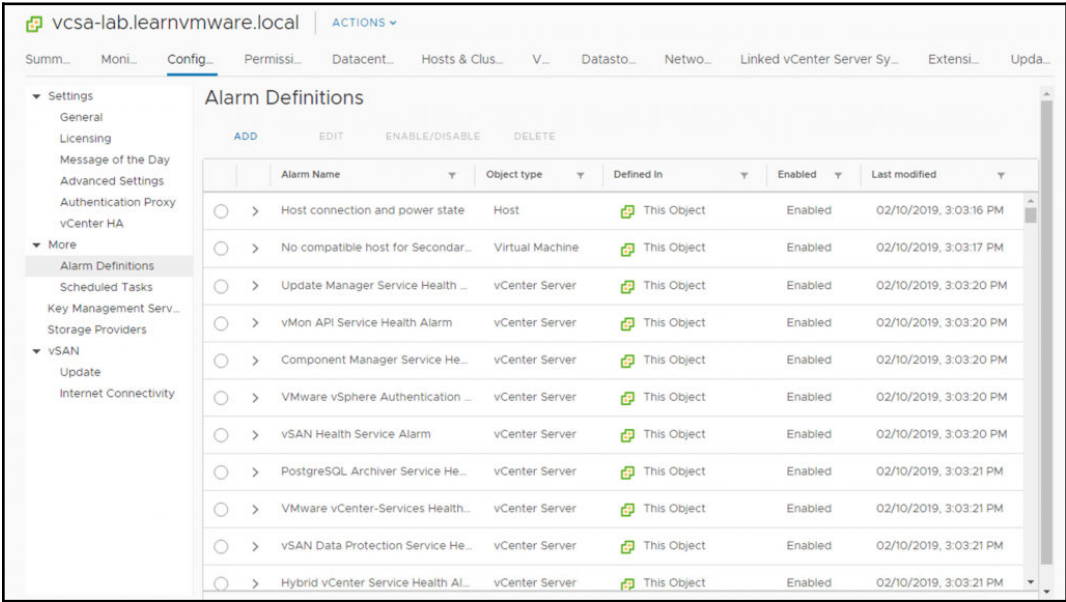 vcsa-lab.learnvmware.local ACTIONS
Summ... Moni... Config... Permissi... Datacent... Hosts & Clus... V... Datasto... Netwo... Linked vCenter Server Sy... Extensi... Upda...
Settings
General
Licensing
Message of the Day
Advanced Settings
Authentication Proxy
vCenter HA
More
Alarm Definitions
Scheduled Tasks
Key Management Serv...
Storage Providers
vSAN
Update
Internet Connectivity
Alarm Definitions
ADD EDIT ENABLE/DISABLE DELETE
Alarm Name Object type Defined In Enabled Last modified
Host connection and power state Host This Object Enabled 02/10/2019, 3:03:16 PM
No compatible host for Secondar... Virtual Machine This Object Enabled 02/10/2019, 3:03:17 PM
Update Manager Service Health ... vCenter Server This Object Enabled 02/10/2019, 3:03:20 PM
vMon API Service Health Alarm vCenter Server This Object Enabled 02/10/2019, 3:03:20 PM
Component Manager Service He... vCenter Server This Object Enabled 02/10/2019, 3:03:20 PM
VMware vSphere Authentication ... vCenter Server This Object Enabled 02/10/2019, 3:03:20 PM
vSAN Health Service Alarm vCenter Server This Object Enabled 02/10/2019, 3:03:20 PM
PostgreSQL Archiver Service He... vCenter Server This Object Enabled 02/10/2019, 3:03:21 PM
VMware vCenter-Services Health... vCenter Server This Object Enabled 02/10/2019, 3:03:21 PM
vSAN Data Protection Service He... vCenter Server This Object Enabled 02/10/2019, 3:03:21 PM
Hybrid vCenter Service Health Al... vCenter Server This Object Enabled 02/10/2019, 3:03:21 PM